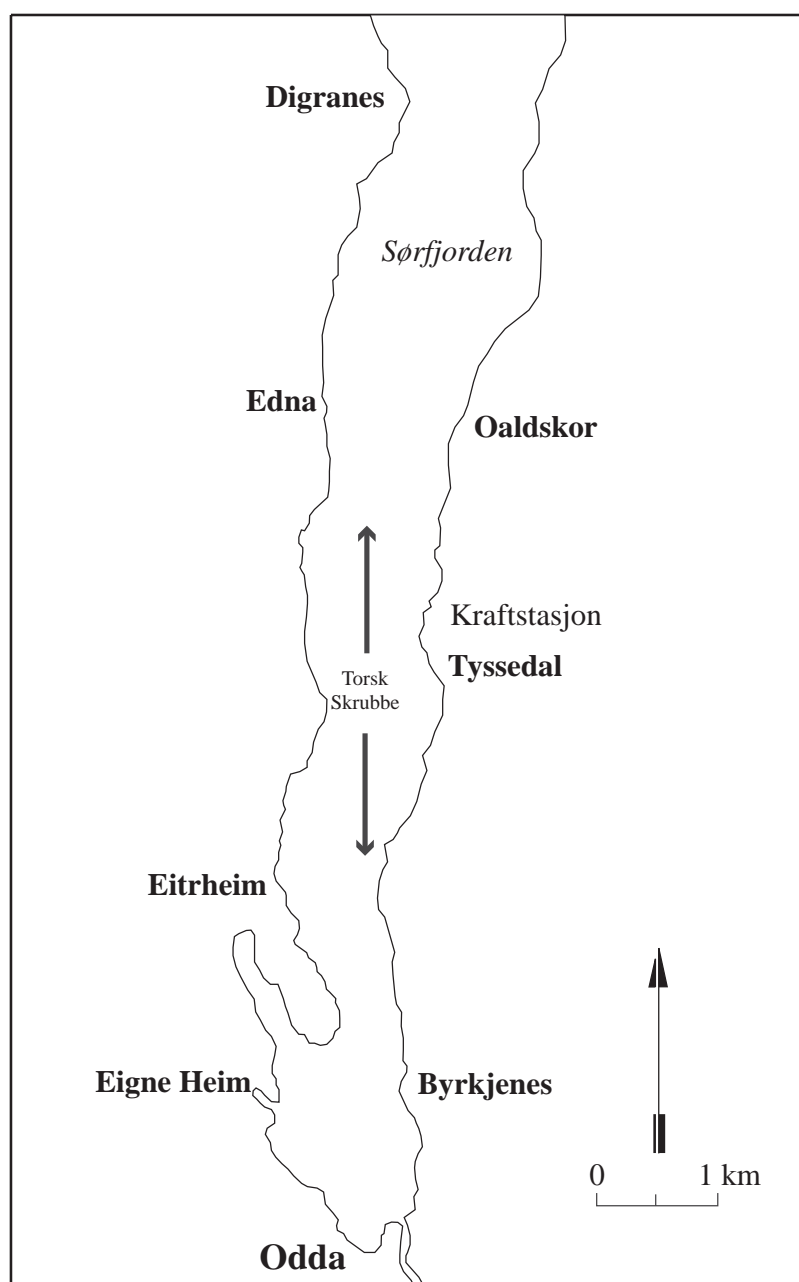 Digranes
Sørfjorden
Edna
Oaldskor
Kraftstasjon
Tyssedal
Torsk
Skrubbe
Eitrheim
Eigne Heim
Byrkjenes
0 1 km
Odda